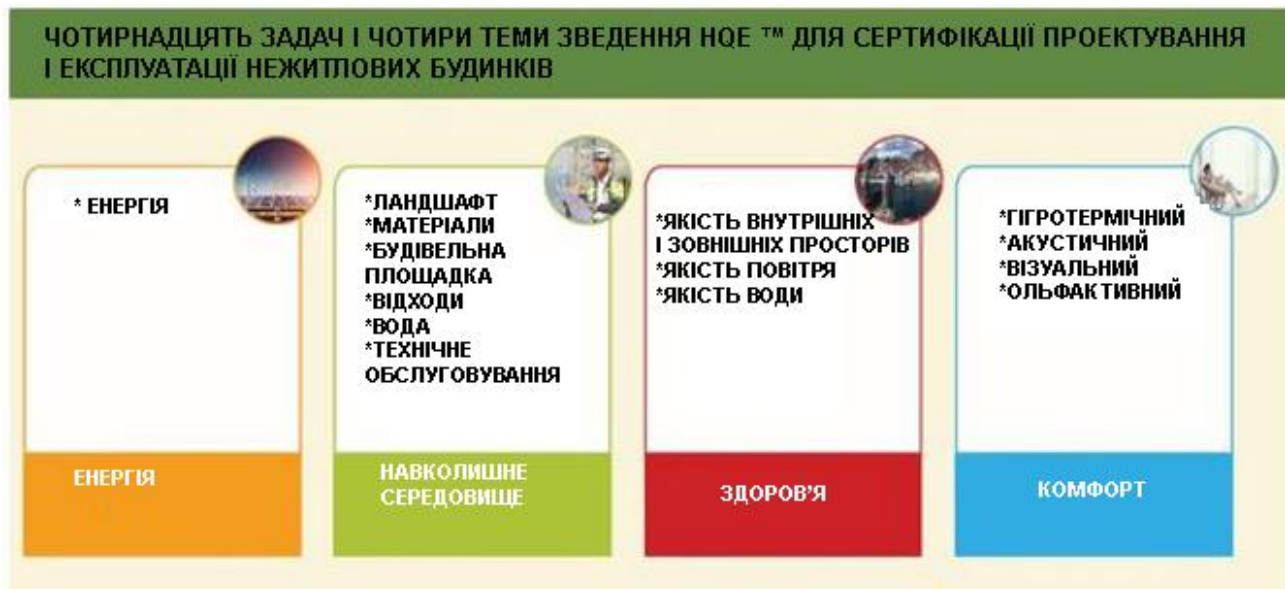 ЧОТИРНАДЦЯТЬ ЗАДАЧ І ЧОТИРИ ТЕМИ ЗВЕДЕННЯ HQE ™ ДЛЯ СЕРТИФІКАЦІЇ ПРОЕКТУВАННЯ
І ЕКСПЛУАТАЦІЇ НЕЖИТЛОВИХ БУДИНКІВ
* ЕНЕРГІЯ
ЕНЕРГІЯ
*ЛАНДШАФТ
*МАТЕРІАЛИ
*БУДІВЕЛЬНА
ПЛОЩАДКА
*ВІДХОДИ
*ВОДА
*ТЕХНІЧНЕ
ОБСЛУГОВУВАННЯ
НАВКОЛИШНЕ
СЕРЕДОВИЩЕ
*ЯКІСТЬ ВНУТРІШНІХ
І ЗОВНІШНІХ ПРОСТОРІВ
*ЯКІСТЬ ПОВІТРЯ
*ЯКІСТЬ ВОДИ
ЗДОРОВ'Я
*ГІГРОТЕРМІЧНИЙ
*АКУСТИЧНИЙ
*ВІЗУАЛЬНИЙ
*ОЛЬФАКТИВНИЙ
КОМФОРТ